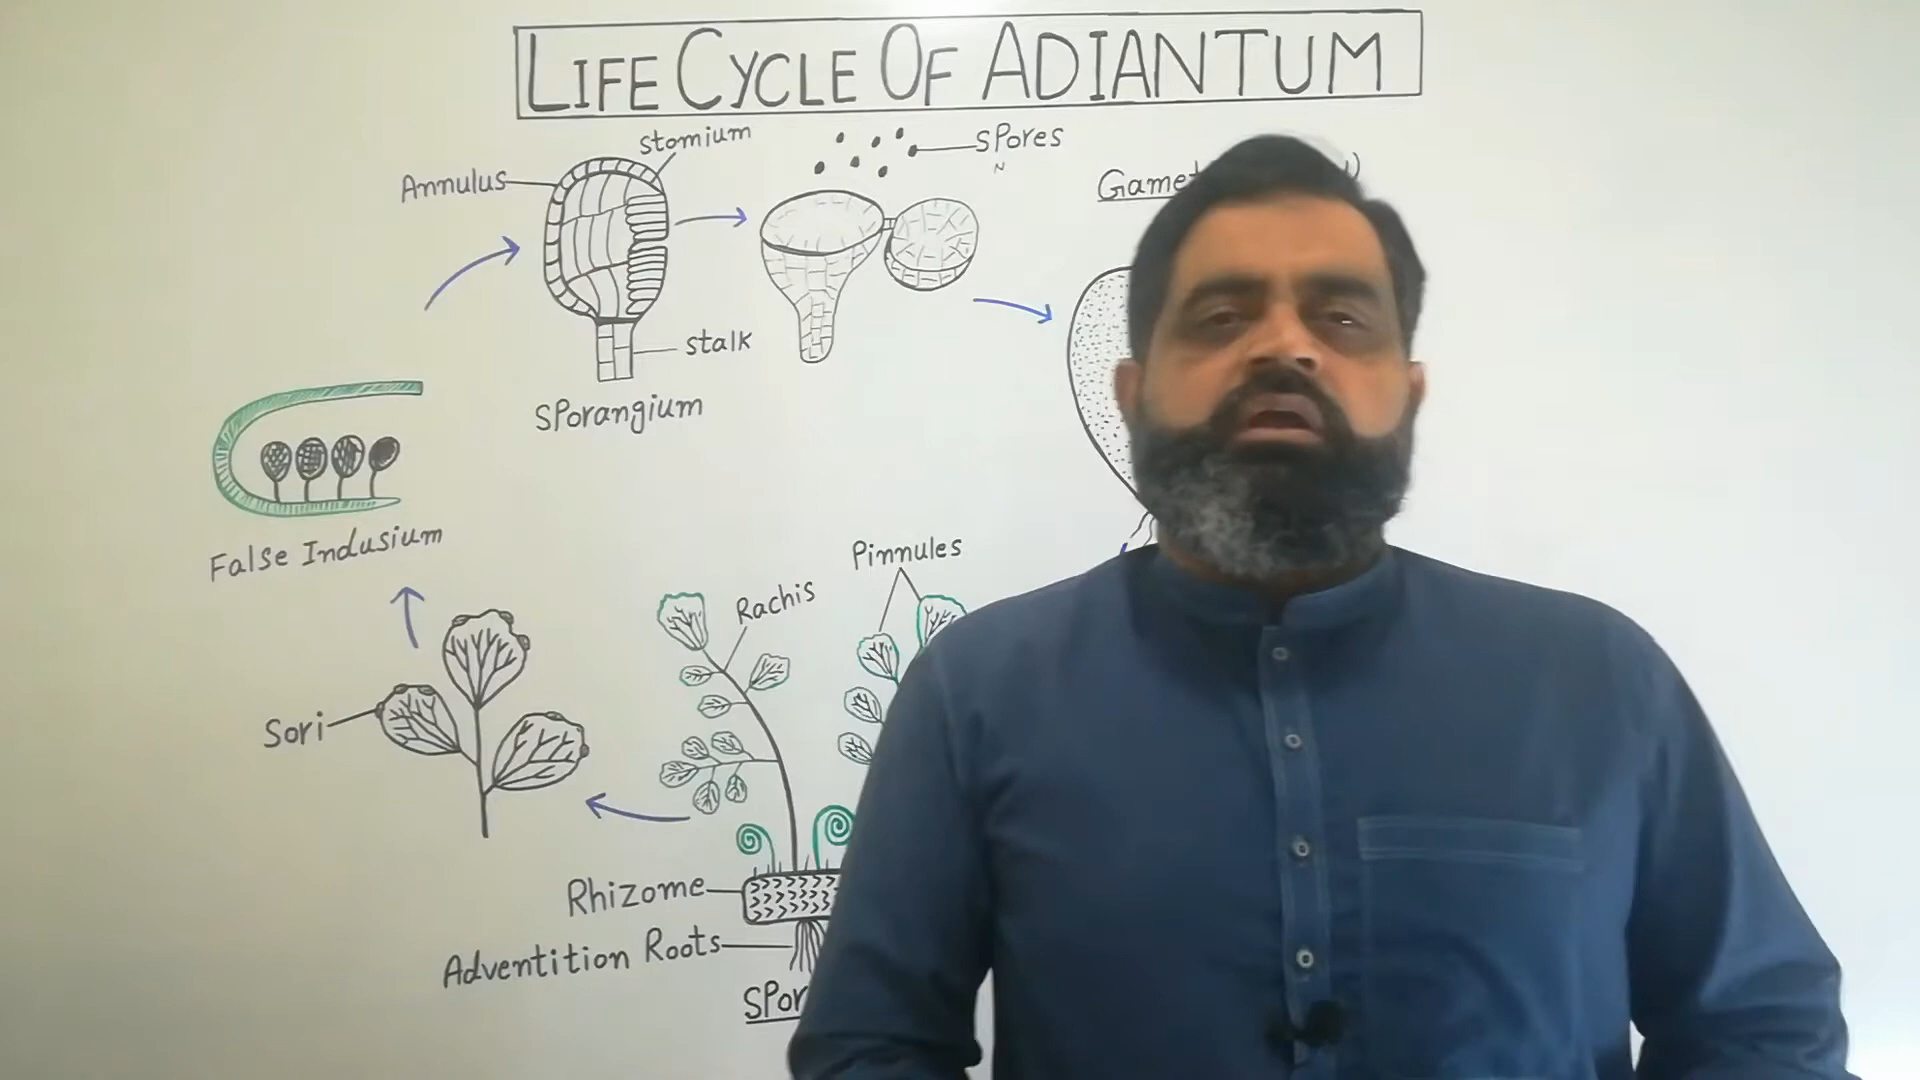 LIFE CYCLE OF ADIANTUM
stomium
Annulus
SPores
N
stalk
SPorangium
False Indusium
Pinnules
Rachis
Sori
Rhizome
Adventition Roots